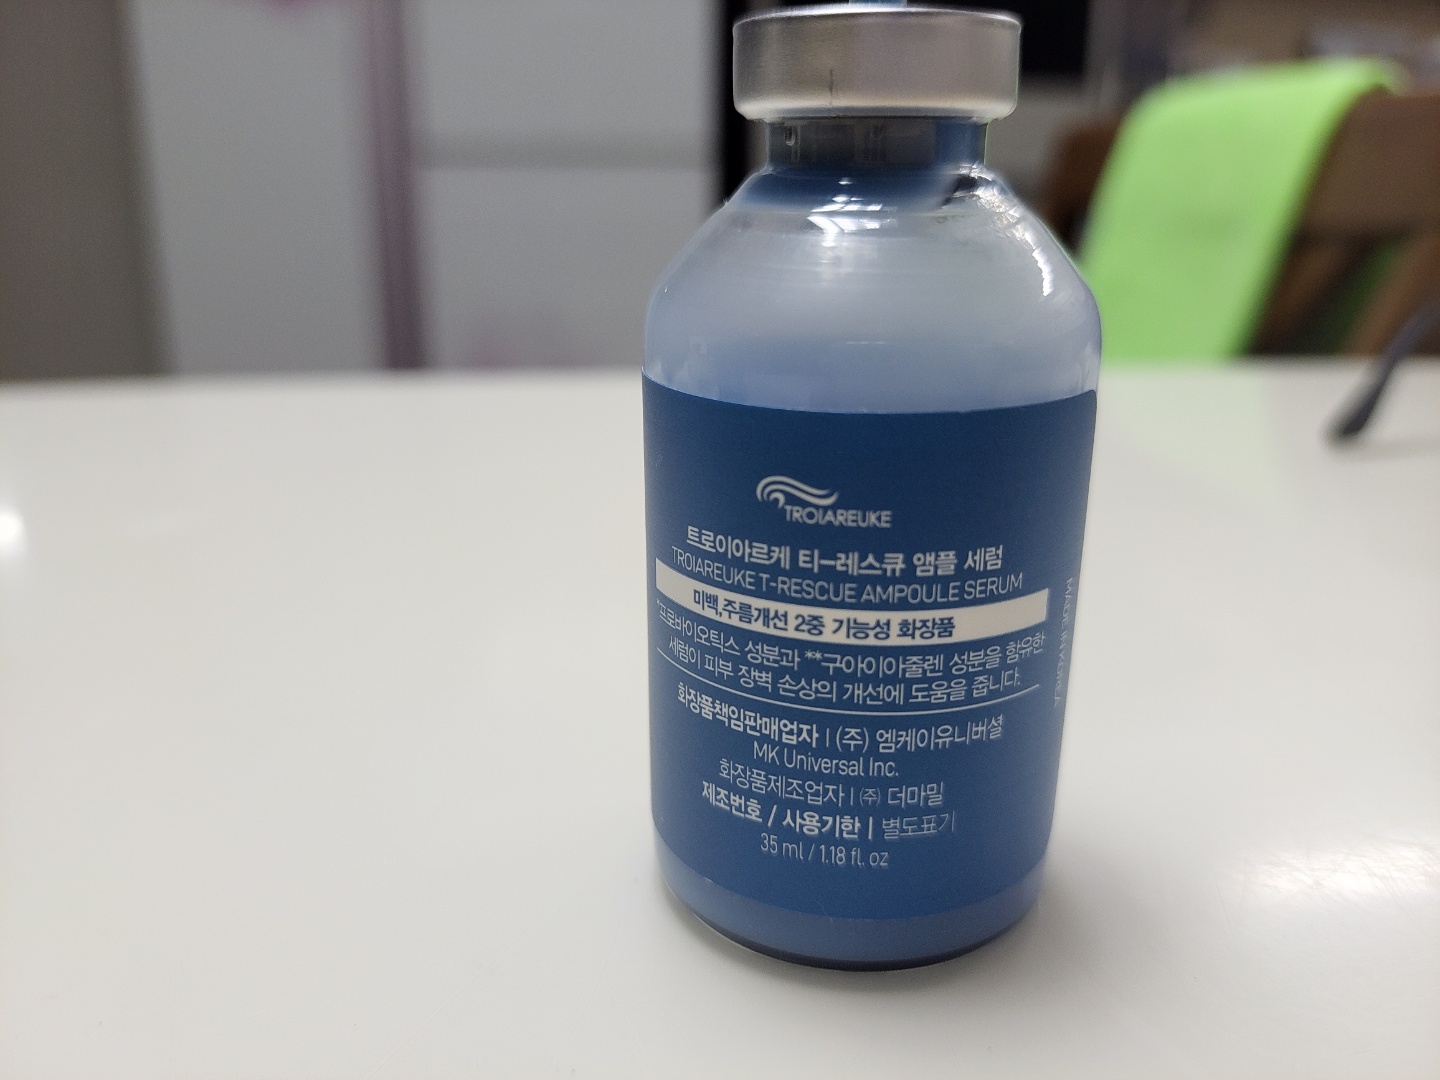 TROIAREUKE
트로이아르케 티-레스큐 앰플 세럼
TROIAREUKE T-RESCUE AMPOULE SERUM
미백,주름개선 2중 기능성 화장품
*프로바이오틱스 성분과 **구아이아줄렌 성분을 함유한
세럼이 피부 장벽 손상의 개선에 도움을 줍니다.
화장품책임판매업자 | (주) 엠케이유니버셜
MK Universal Inc.
화장품제조업자 | ㈜ 더마밀
제조번호 / 사용기한 | 별도표기
35 ml / 1.18 fl. oz
MADE IN KOREA